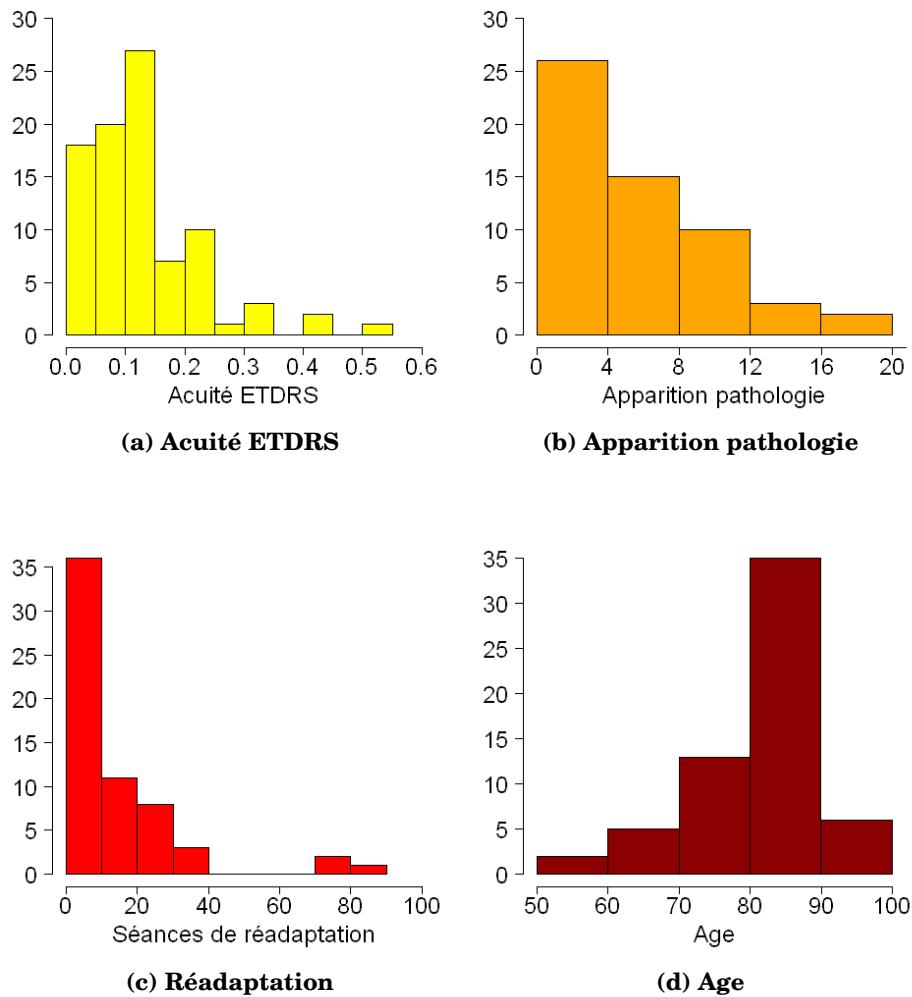 30
25
20
15
10
5
0
0.0 0.1 0.2 0.3 0.4 0.5 0.6
Acuité ETDRS
(a) Acuité ETDRS
30
25
20
15
10
5
0
0 4 8 12 16 20
Apparition pathologie
(b) Apparition pathologie
35
30
25
20
15
10
5
0
0 20 40 60 80 100
Séances de réadaptation
(c) Réadaptation
35
30
25
20
15
10
5
0
50 60 70 80 90 100
Age
(d) Age